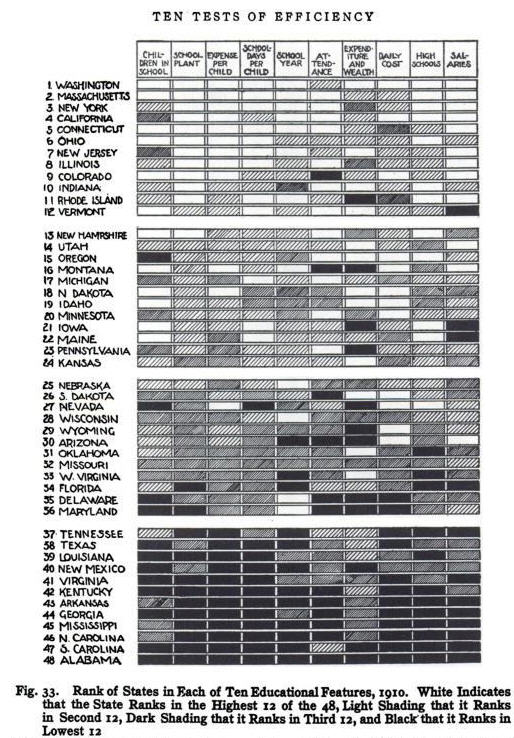 TEN TESTS OF EFFICIENCY
CHIL-
DREN IN
SCHOOL
SCHOOL
PLANT
EXPENSE
PER
CHILD
SCHOOL-
DAYS
PER
CHILD
SCHOOL
YEAR
AT-
TEND-
ANCE
EXPEND-
ITURE
AND
WEALTH
DAILY
COST
HIGH
SCHOOLS
SAL-
ARIES
1 WASHINGTON
2 MASSACHUSETTS
3 NEW YORK
4 CALIFORNIA
5 CONNECTICUT
6 OHIO
7 NEW JERSEY
8 ILLINOIS
9 COLORADO
10 INDIANA
11 RHODE ISLAND
12 VERMONT
13 NEW HAMPSHIRE
14 UTAH
15 OREGON
16 MONTANA
17 MICHIGAN
18 N DAKOTA
19 IDAHO
20 MINNESOTA
21 IOWA
22 MAINE
23 PENNSYLVANIA
24 KANSAS
25 NEBRASKA
26 S. DAKOTA
27 NEVADA
28 WISCONSIN
29 WYOMING
30 ARIZONA
31 OKLAHOMA
32 MISSOURI
33 W. VIRGINIA
34 FLORIDA
35 DELAWARE
36 MARYLAND
37 TENNESSEE
38 TEXAS
39 LOUISIANA
40 NEW MEXICO
41 VIRGINIA
42 KENTUCKY
43 ARKANSAS
44 GEORGIA
45 MISSISSIPPI
46 N. CAROLINA
47 S. CAROLINA
48 ALABAMA
Fig. 33. Rank of States in Each of Ten Educational Features, 1910. White Indicates
that the State Ranks in the Highest 12 of the 48, Light Shading that it Ranks
in Second 12, Dark Shading that it Ranks in Third 12, and Black that it Ranks in
Lowest 12